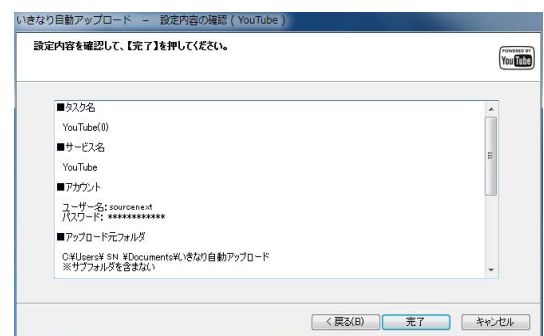 いきなり自動アップロード － 設定内容の確認 ( YouTube )
設定内容を確認して、【完了】を押してください。
POWERED BY
YouTube
■タスク名
YouTube(0)
■サービス名
YouTube
■アカウント
ユーザー名: sourcenext
パスワード: ************
■アップロード元フォルダ
C:¥Users¥ SN ¥Documents¥いきなり自動アップロード
※サブフォルダを含まない
< 戻る(B)
完了
キャンセル